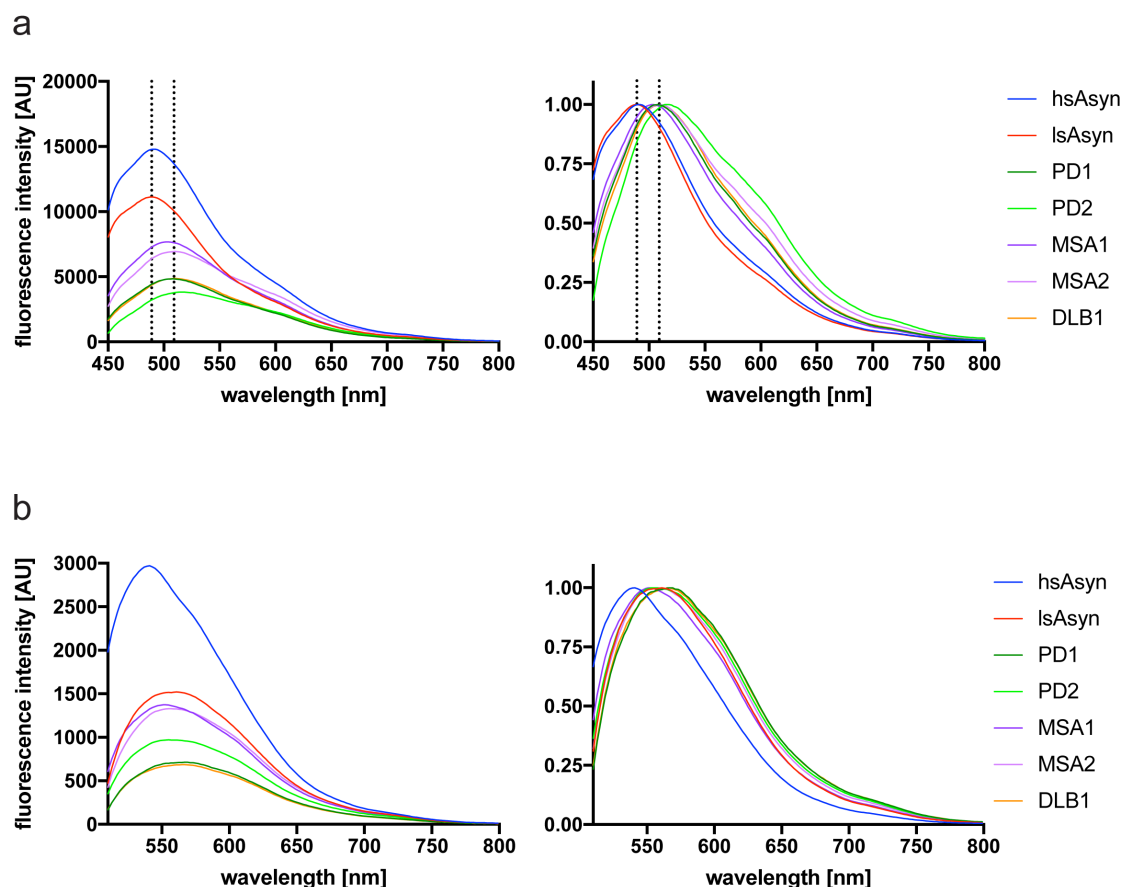 a
fluorescence intensity [AU]
20000
15000
10000
5000
0
450 500 550 600 650 700 750 800
wavelength [nm]
1.00
0.75
0.50
0.25
0.00
450 500 550 600 650 700 750 800
wavelength [nm]
hsAsyn
lsAsyn
PD1
PD2
MSA1
MSA2
DLB1
b
fluorescence intensity [AU]
3000
2500
2000
1500
1000
500
0
550 600 650 700 750 800
wavelength [nm]
1.00
0.75
0.50
0.25
0.00
550 600 650 700 750 800
wavelength [nm]
hsAsyn
lsAsyn
PD1
PD2
MSA1
MSA2
DLB1